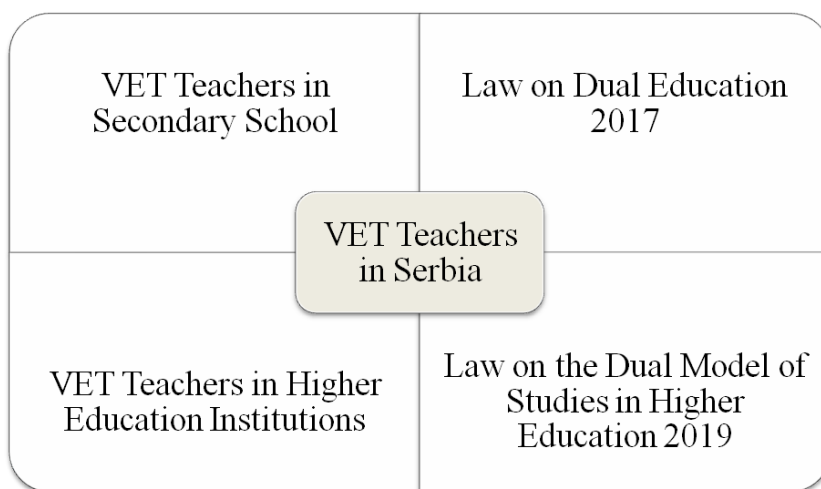 VET Teachers in
Secondary School
Law on Dual Education
2017
VET Teachers
in Serbia
VET Teachers in Higher
Education Institutions
Law on the Dual Model of
Studies in Higher
Education 2019